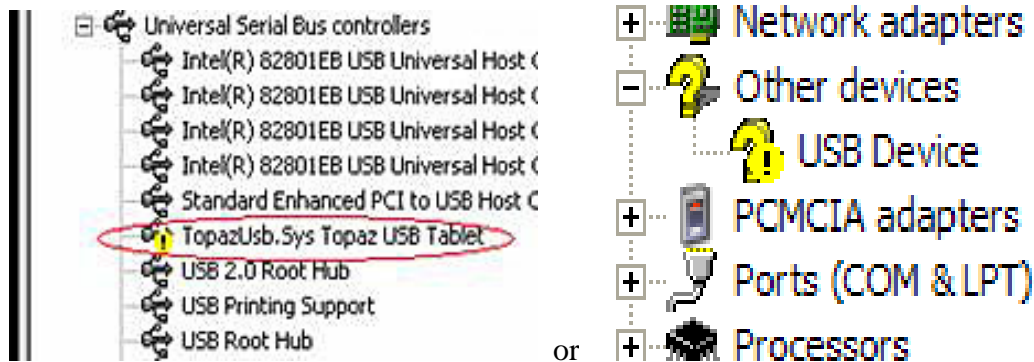 Universal Serial Bus controllers
Intel(R) 82801EB USB Universal Host
Intel(R) 82801EB USB Universal Host
Intel(R) 82801EB USB Universal Host
Intel(R) 82801EB USB Universal Host
Standard Enhanced PCI to USB Host
TopazUsb.Sys Topaz USB Tablet
USB 2.0 Root Hub
USB Printing Support
USB Root Hub
or
Network adapters
Other devices
USB Device
PCMCIA adapters
Ports (COM & LPT)
Processors